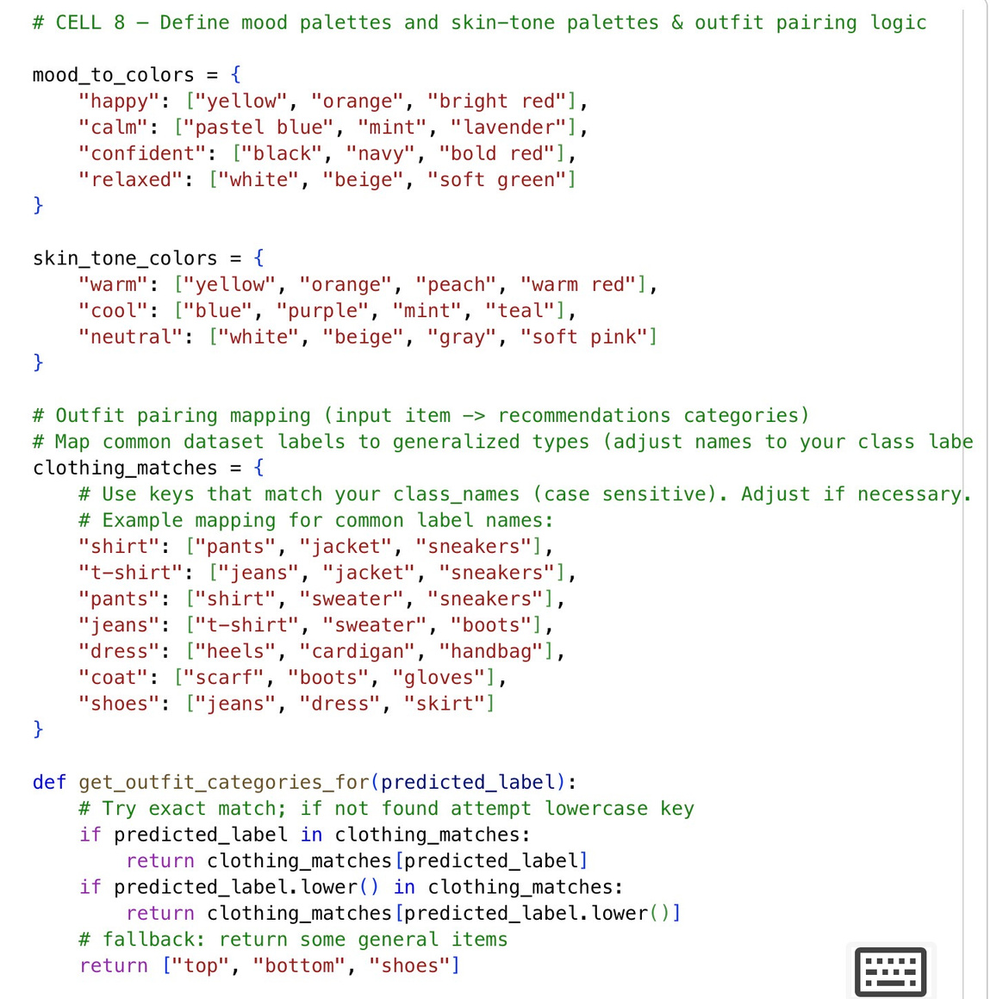 # CELL 8 — Define mood palettes and skin-tone palettes & outfit pairing logic
mood_to_colors = {
    "happy": ["yellow", "orange", "bright red"],
    "calm": ["pastel blue", "mint", "lavender"],
    "confident": ["black", "navy", "bold red"],
    "relaxed": ["white", "beige", "soft green"]
}
skin_tone_colors = {
    "warm": ["yellow", "orange", "peach", "warm red"],
    "cool": ["blue", "purple", "mint", "teal"],
    "neutral": ["white", "beige", "gray", "soft pink"]
}
# Outfit pairing mapping (input item -> recommendations categories)
# Map common dataset labels to generalized types (adjust names to your class labe
clothing_matches = {
    # Use keys that match your class_names (case sensitive). Adjust if necessary.
    # Example mapping for common label names:
    "shirt": ["pants", "jacket", "sneakers"],
    "t-shirt": ["jeans", "jacket", "sneakers"],
    "pants": ["shirt", "sweater", "sneakers"],
    "jeans": ["t-shirt", "sweater", "boots"],
    "dress": ["heels", "cardigan", "handbag"],
    "coat": ["scarf", "boots", "gloves"],
    "shoes": ["jeans", "dress", "skirt"]
}
def get_outfit_categories_for(predicted_label):
    # Try exact match; if not found attempt lowercase key
    if predicted_label in clothing_matches:
        return clothing_matches[predicted_label]
    if predicted_label.lower() in clothing_matches:
        return clothing_matches[predicted_label.lower()]
    # fallback: return some general items
    return ["top", "bottom", "shoes"]